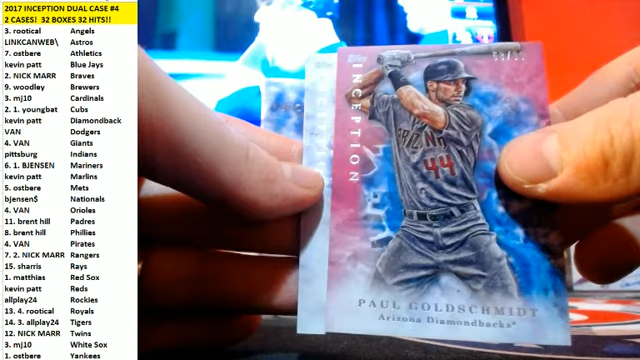 2017 INCEPTION DUAL CASE #4
2 CASES! 32 BOXES 32 HITS!!
3. rootical Angels
LINKCANWEB\ Astros
7. ostbere Athletics
kevin patt Blue Jays
2. NICK MARR Braves
9. woodley Brewers
3. mj10 Cardinals
2. 1. youngbat Cubs
kevin patt Diamondback
VAN Dodgers
4. VAN Giants
pittsburg Indians
6. 1. BJENSEN Mariners
kevin patt Marlins
5. ostbere Mets
bJensen$ Nationals
4. VAN Orioles
11. brent hill Padres
8. brent hill Phillies
4. VAN Pirates
7. 2. NICK MARR Rangers
15. sharris Rays
1. matthias Red Sox
kevin patt Reds
allplay24 Rockies
13. 4. rootical Royals
14. 3. allplay24 Tigers
12. NICK MARR Twins
3. mj10 White Sox
1. ostbere Yankees
Topps
INCEPTION
44
PAUL GOLDSCHMIDT
Arizona Diamondbacks